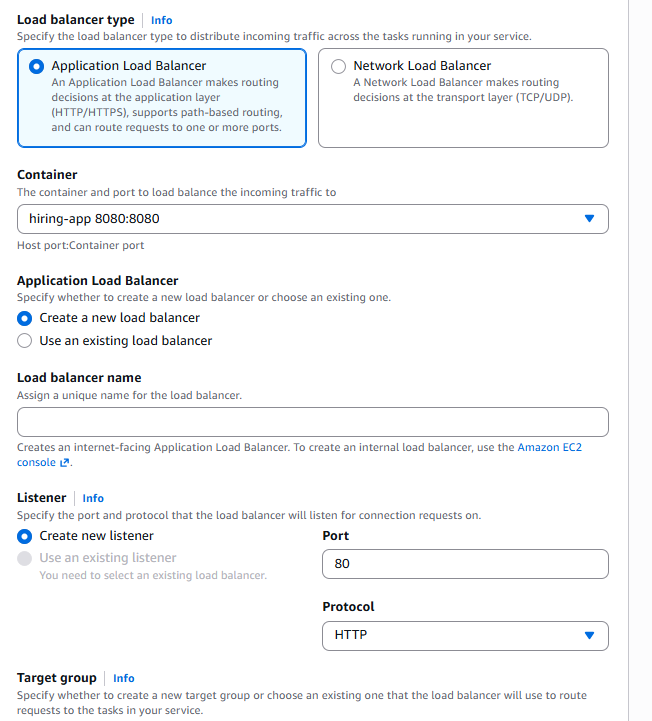 Load balancer type Info
Specify the load balancer type to distribute incoming traffic across the tasks running in your service.
Application Load Balancer
An Application Load Balancer makes routing
decisions at the application layer
(HTTP/HTTPS), supports path-based routing,
and can route requests to one or more ports.
Network Load Balancer
A Network Load Balancer makes routing
decisions at the transport layer (TCP/UDP).
Container
The container and port to load balance the incoming traffic to
hiring-app 8080:8080
Host port:Container port
Application Load Balancer
Specify whether to create a new load balancer or choose an existing one.
Create a new load balancer
Use an existing load balancer
Load balancer name
Assign a unique name for the load balancer.
Creates an internet-facing Application Load Balancer. To create an internal load balancer, use the Amazon EC2
console.
Listener Info
Specify the port and protocol that the load balancer will listen for connection requests on.
Create new listener
Use an existing listener
You need to select an existing load balancer.
Port
80
Protocol
HTTP
Target group Info
Specify whether to create a new target group or choose an existing one that the load balancer will use to route
requests to the tasks in your service.